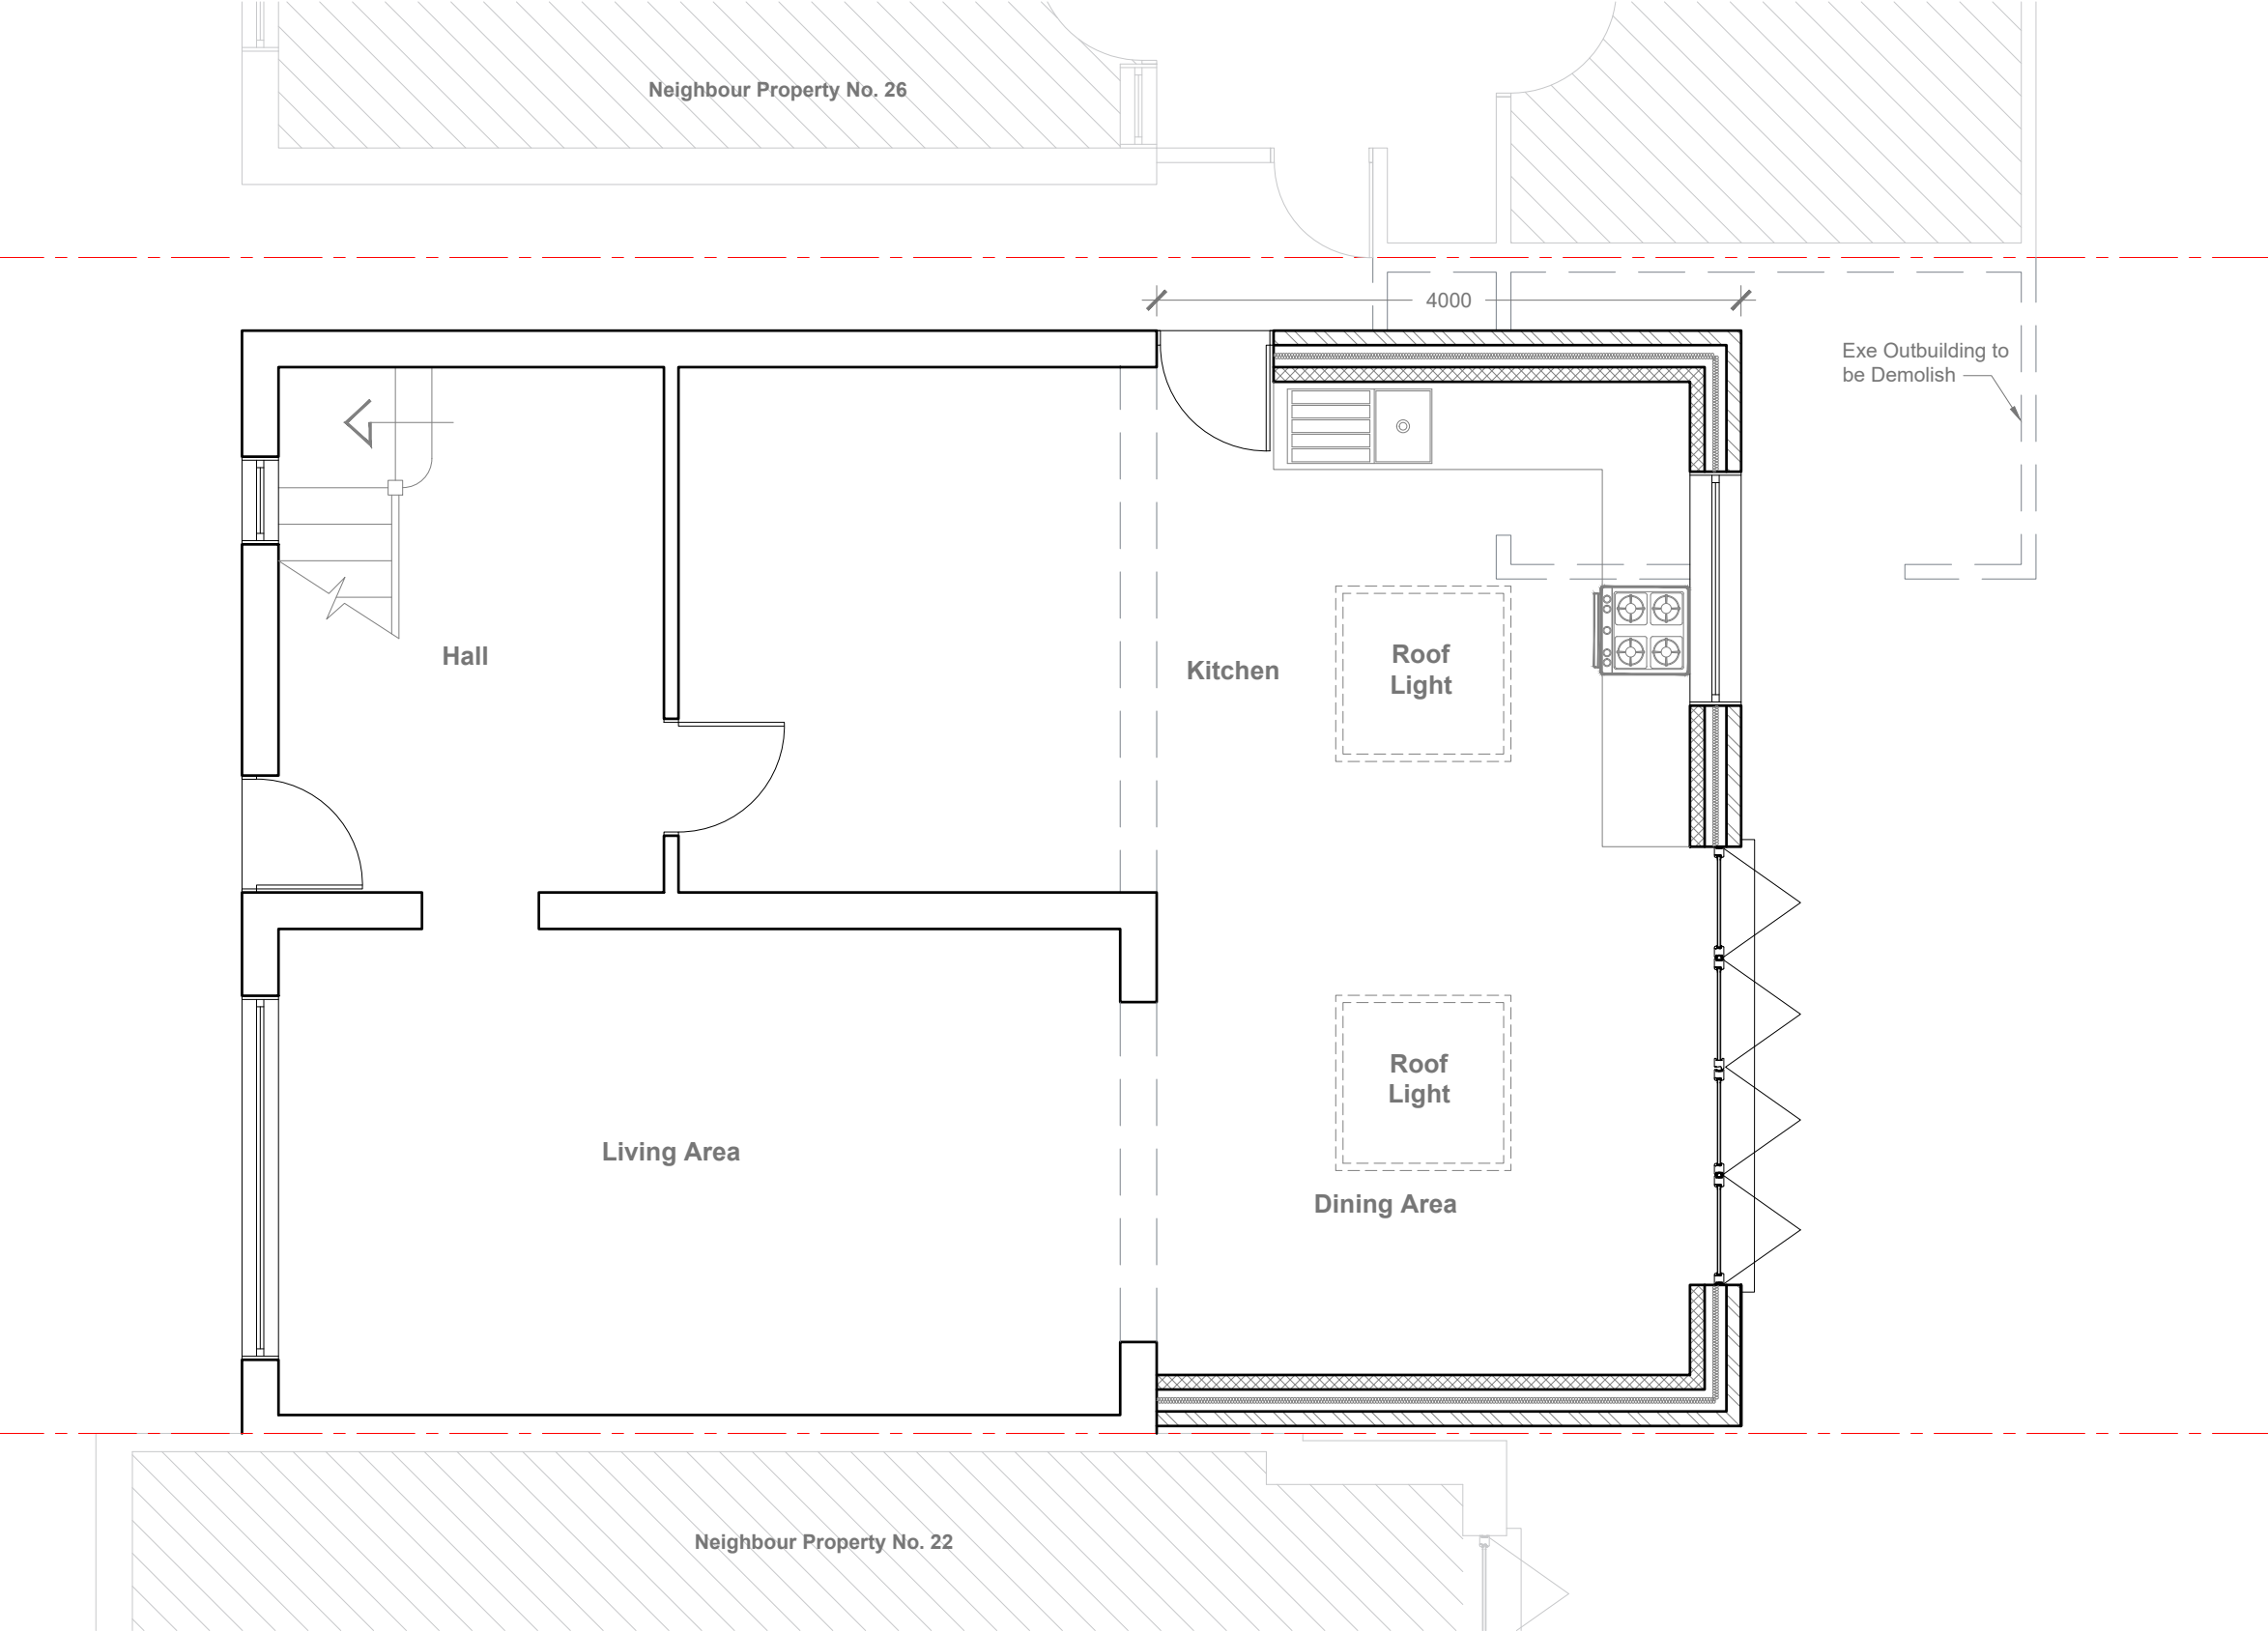 Neighbour Property No. 26
4000
Exe Outbuilding to
be Demolish
Hall
Kitchen
Roof
Light
Roof
Light
Living Area
Dining Area
Neighbour Property No. 22